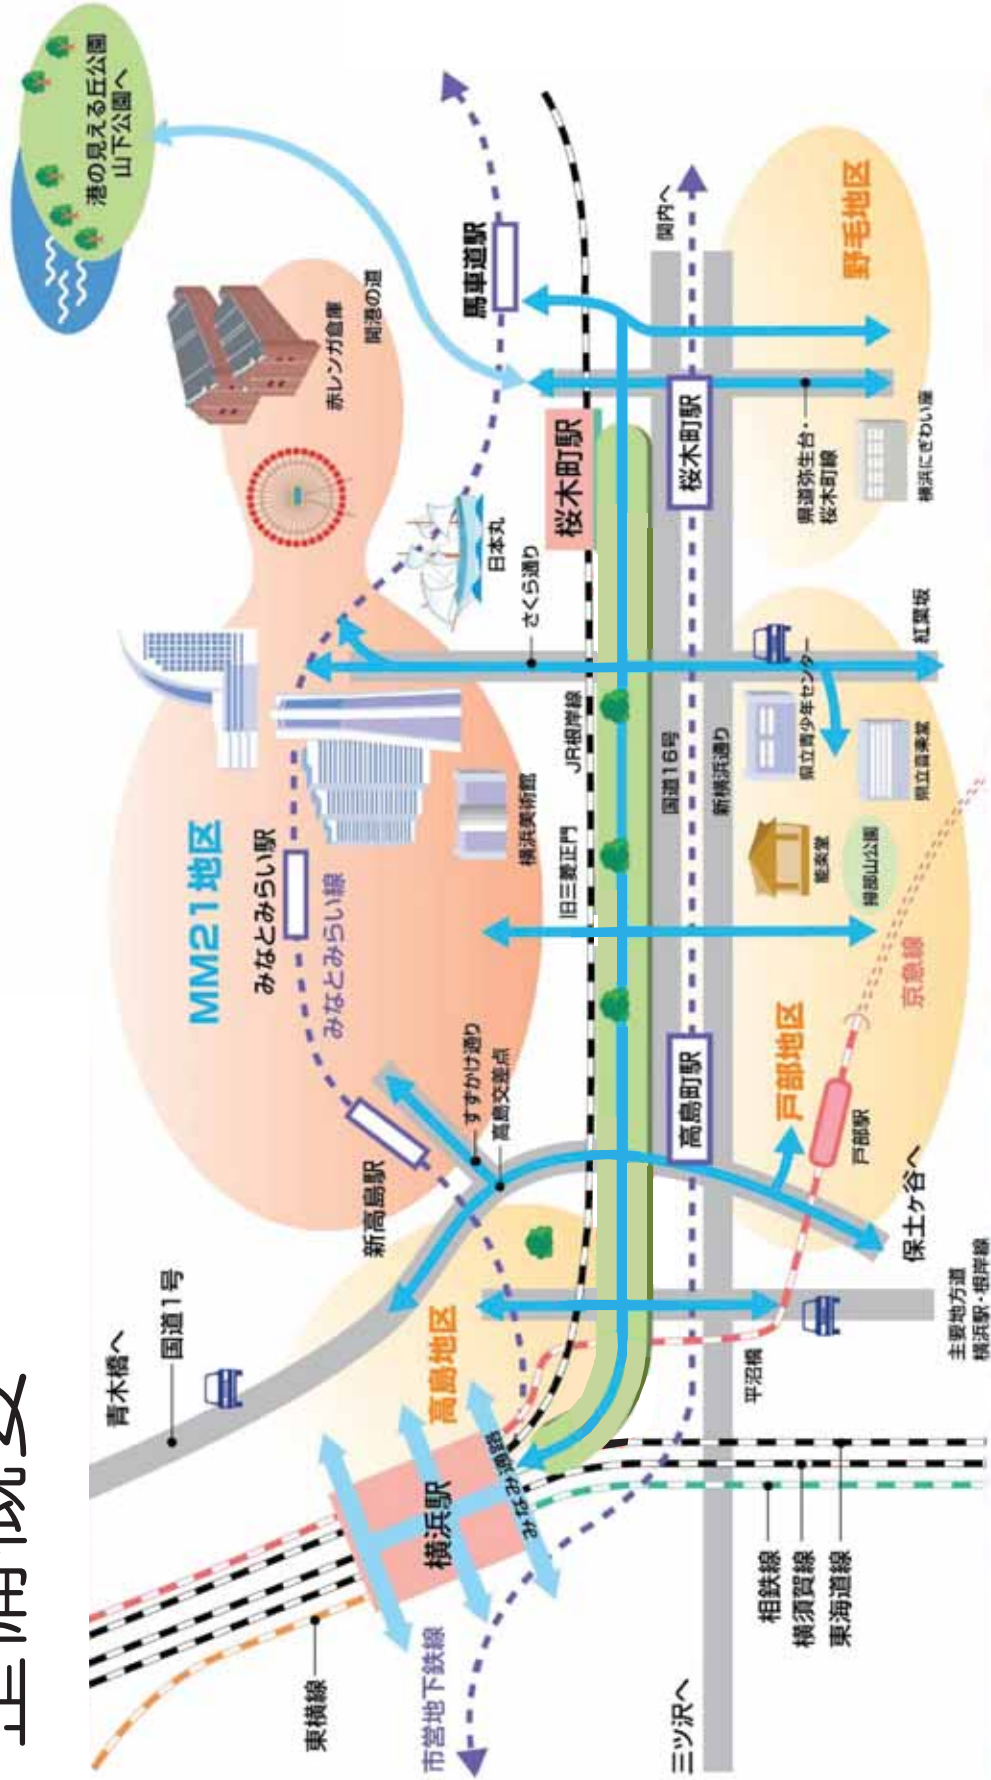 整備概要
青木橋へ
国道1号
東横線
市営地下鉄線
三ツ沢へ
横浜駅
みなみ通路
相鉄線
横須賀線
東海道線
高島地区
平沼橋
主要地方道
横浜駅・根岸線
新高島駅
すずかけ通り
高島交差点
保土ヶ谷へ
高島町駅
戸部地区
戸部駅
京急線
MM21地区
みなとみらい駅
みなとみらい線
横浜美術館
旧三菱正門
JR根岸線
国道16号
新横浜通り
能楽堂
掃部山公園
県立青少年センター
県立音楽堂
紅葉坂
さくら通り
日本丸
桜木町駅
桜木町駅
県道弥生台・
桜木町線
横浜にぎわい座
野毛地区
関内へ
馬車道駅
赤レンガ倉庫
開港の道
港の見える丘公園
山下公園へ